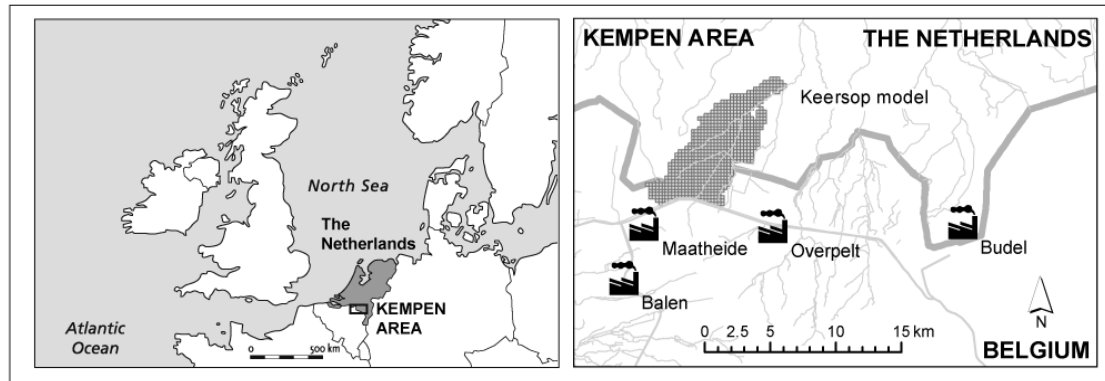 North Sea
The
Netherlands
KEMPEN
AREA
Atlantic
Ocean
0 500 km
KEMPEN AREA
THE NETHERLANDS
Keersop model
Maatheide
Overpelt
Budel
Balen
0 2.5 5 10 15 km
N
BELGIUM